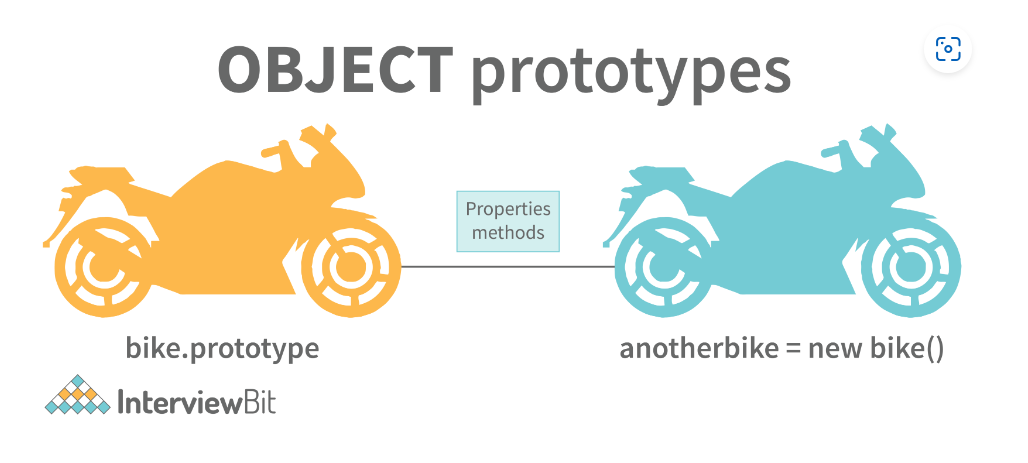 OBJECT prototypes
Properties
methods
bike.prototype
anotherbike = new bike()
InterviewBit